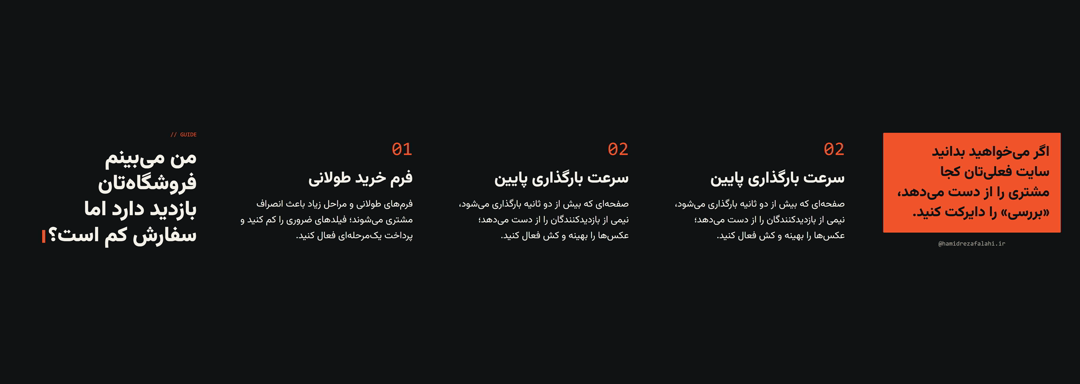 // GUIDE
من می‌بینم
فروشگاه‌تان
بازدید دارد اما
سفارش کم است؟
01
فرم خرید طولانی
فرم‌های طولانی و مراحل زیاد باعث انصراف
مشتری می‌شوند؛ فیلدهای ضروری را کم کنید و
پرداخت یک‌مرحله‌ای فعال کنید.
02
سرعت بارگذاری پایین
صفحه‌ای که بیش از دو ثانیه بارگذاری می‌شود،
نیمی از بازدیدکنندگان را از دست می‌دهد؛
عکس‌ها را بهینه و کش فعال کنید.
02
سرعت بارگذاری پایین
صفحه‌ای که بیش از دو ثانیه بارگذاری می‌شود،
نیمی از بازدیدکنندگان را از دست می‌دهد؛
عکس‌ها را بهینه و کش فعال کنید.
اگر می‌خواهید بدانید
سایت فعلی‌تان کجا
مشتری را از دست می‌دهد،
«بررسی» را دایرکت کنید.
@hamidrezafalahi.ir